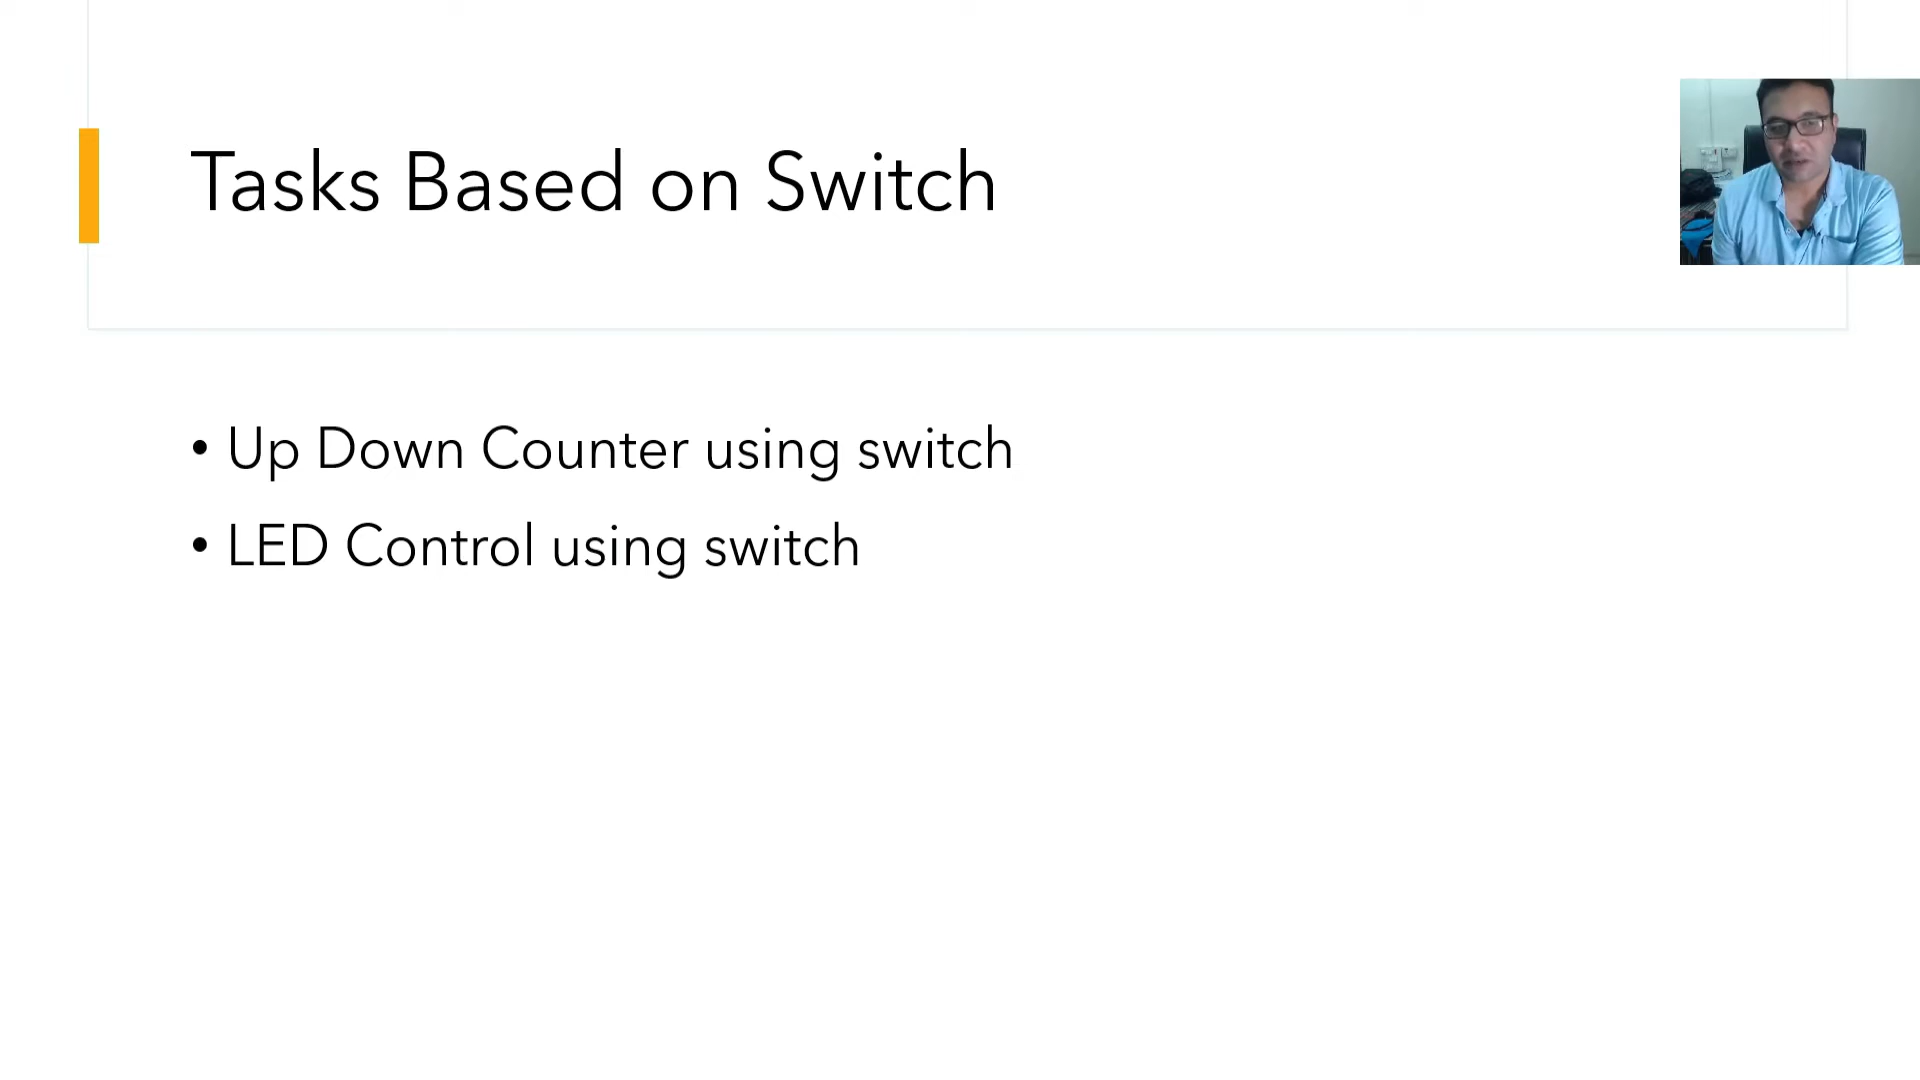 Tasks Based on Switch
• Up Down Counter using switch
• LED Control using switch